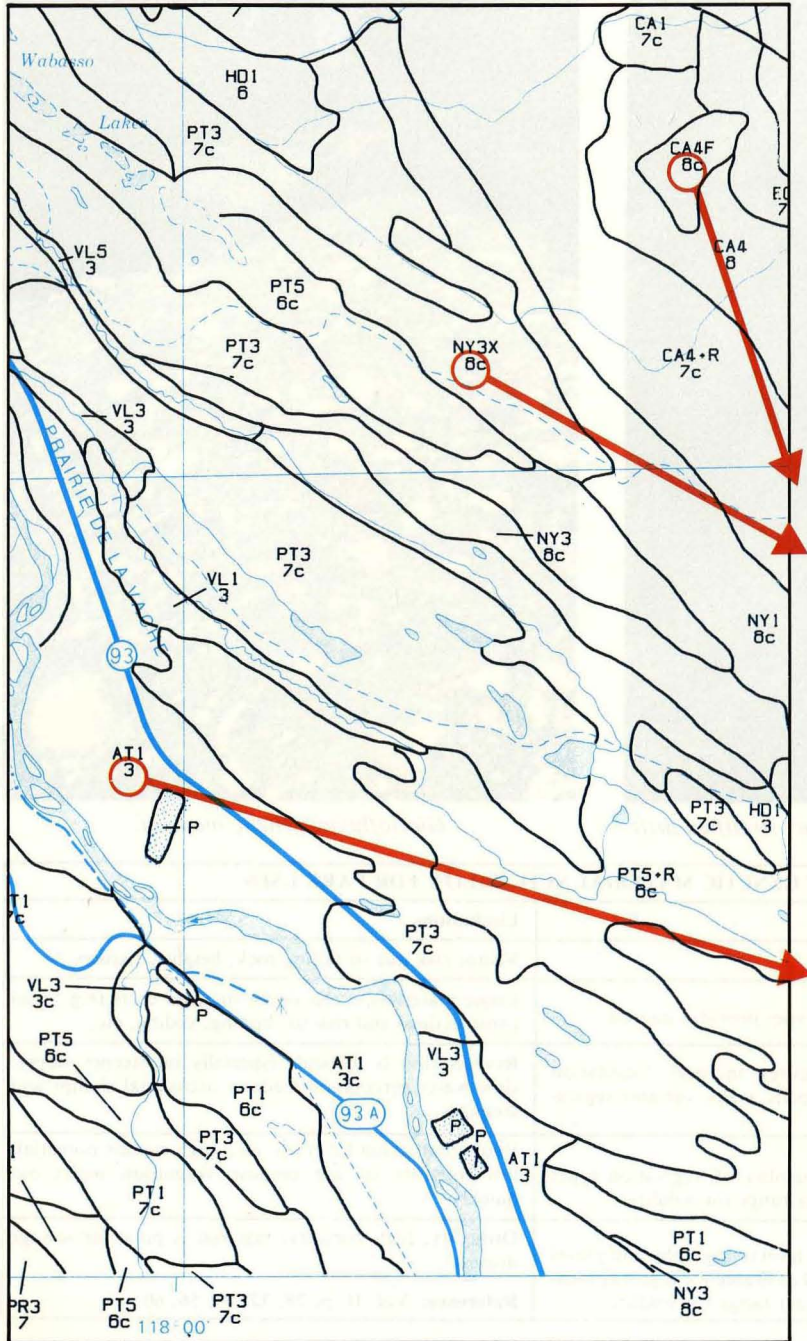 Wabasso
Lakes
HD1
6
CA1
7c
PT3
7c
CA4F
8c
VL5
3
CA4
8
PT5
6c
PT3
7c
NY3X
8c
CA4+R
7c
VL3
3
PRAIRIE DE LA VACHE
PT3
7c
NY3
8c
VL1
3
NY1
8c
93
AT1
3
P
PT3
7c
HD1
3
PT5+R
6c
PT3
7c
VL3
3c
P
PT5
6c
AT1
3c
VL3
3
PT1
6c
93 A
P
P
PT3
7c
AT1
3
PT1
7c
PT1
6c
PR3
7
PT5
6c
PT3
7c
NY3
8c
118°00'